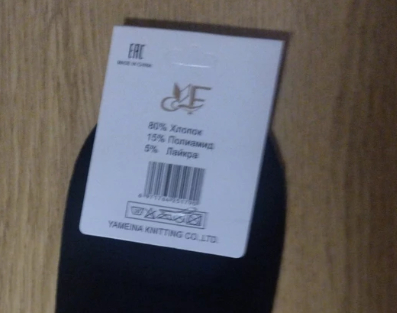 EAC
MADE IN CHINA
80% Хлопок
15% Полиамид
5% Лайкра
YAMEINA KNITTING CO.,LTD.